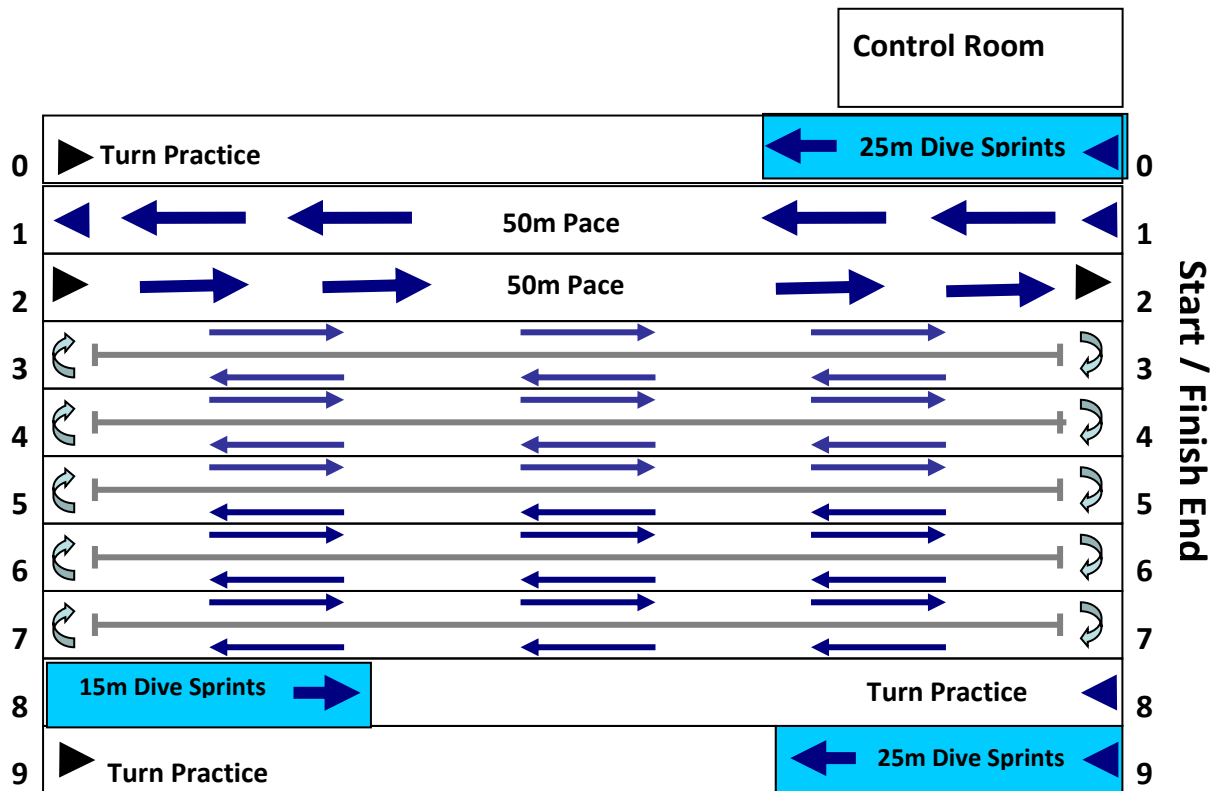 Control Room
0 Turn Practice 25m Dive Sprints 0
1 50m Pace 1
2 50m Pace 2
3 3
4 4
5 5
6 6
7 7
8 15m Dive Sprints Turn Practice 8
9 Turn Practice 25m Dive Sprints 9
Start / Finish End